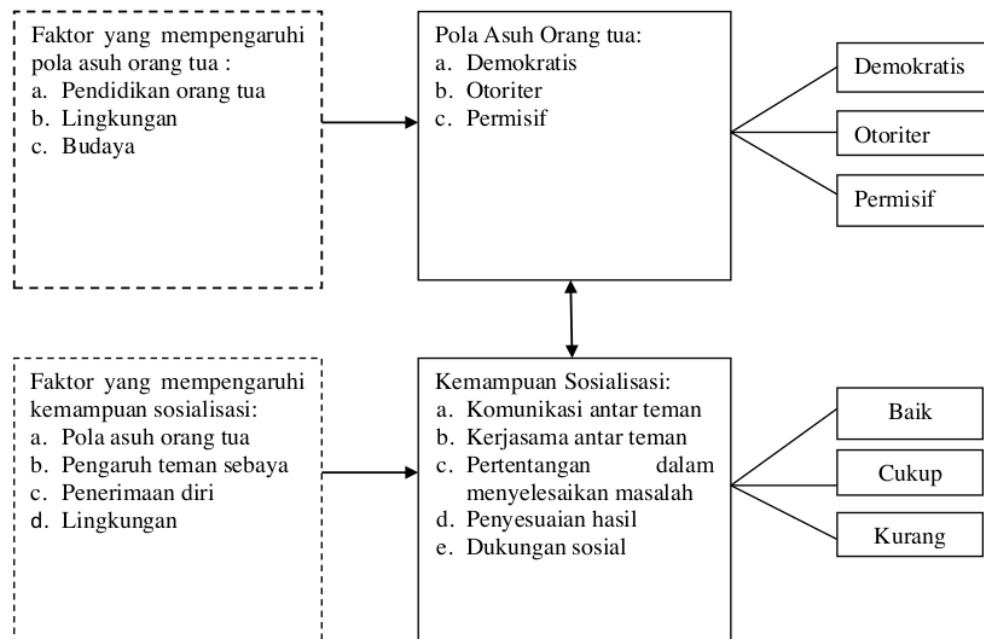 Faktor yang mempengaruhi
pola asuh orang tua :
a. Pendidikan orang tua
b. Lingkungan
c. Budaya
Pola Asuh Orang tua:
a. Demokratis
b. Otoriter
c. Permisif
Demokratis
Otoriter
Permisif
Faktor yang mempengaruhi
kemampuan sosialisasi:
a. Pola asuh orang tua
b. Pengaruh teman sebaya
c. Penerimaan diri
d. Lingkungan
Kemampuan Sosialisasi:
a. Komunikasi antar teman
b. Kerjasama antar teman
c. Pertentangan dalam
menyelesaikan masalah
d. Penyesuaian hasil
e. Dukungan sosial
Baik
Cukup
Kurang